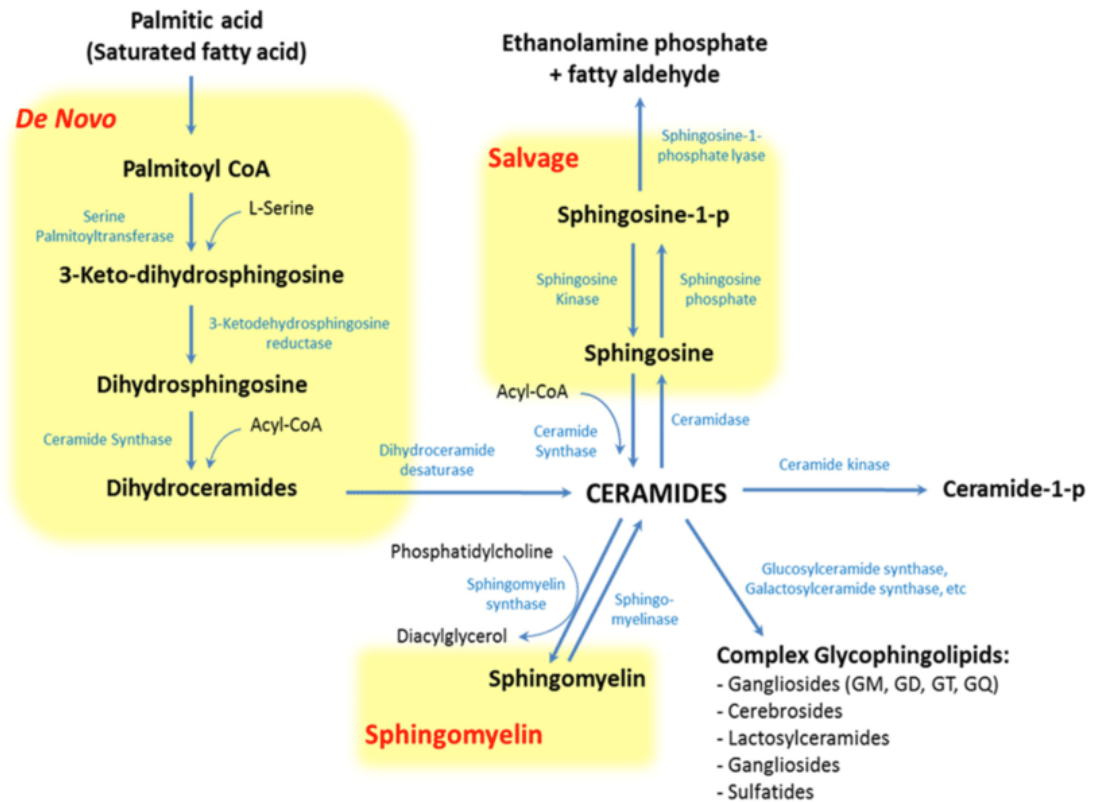 Palmitic acid
(Saturated fatty acid)
De Novo
Palmitoyl CoA
Serine
Palmitoyltransferase
L-Serine
3-Keto-dihydrosphingosine
3-Ketodehydrosphingosine
reductase
Dihydrosphingosine
Ceramide Synthase
Acyl-CoA
Dihydroceramides
Dihydroceramide
desaturase
Ethanolamine phosphate
+ fatty aldehyde
Sphingosine-1-
phosphate lyase
Salvage
Sphingosine-1-p
Sphingosine
Kinase
Sphingosine
phosphate
Sphingosine
Acyl-CoA
Ceramide
Synthase
Ceramidase
CERAMIDES
Ceramide kinase
Ceramide-1-p
Phosphatidylcholine
Sphingomyelin
synthase
Diacylglycerol
Sphingo-
myelinase
Sphingomyelin
Sphingomyelin
Glucosylceramide synthase,
Galactosylceramide synthase, etc
Complex Glycophingolipids:
- Gangliosides (GM, GD, GT, GQ)
- Cerebrosides
- Lactosylceramides
- Gangliosides
- Sulfatides